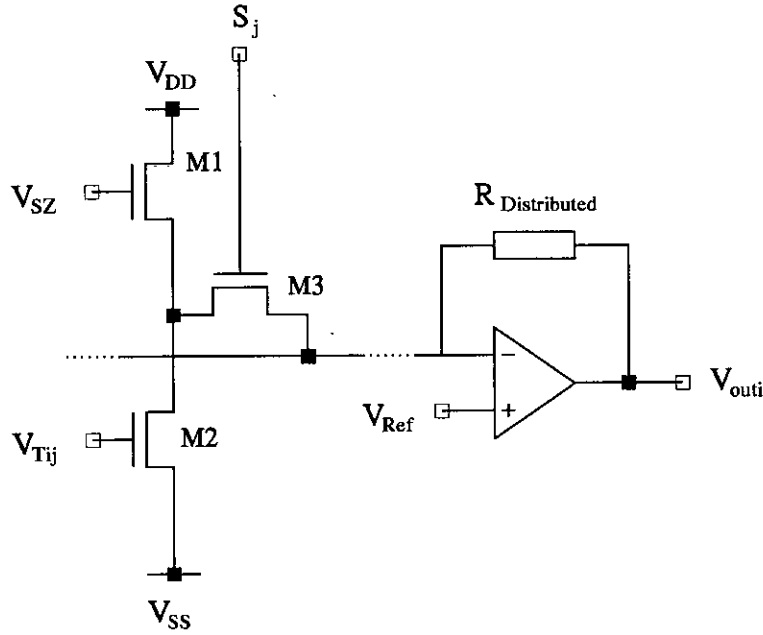 S_j
V_DD
M1
V_SZ
R_Distributed
M3
−
V_outi
V_Ref
+
V_Tij
M2
V_SS